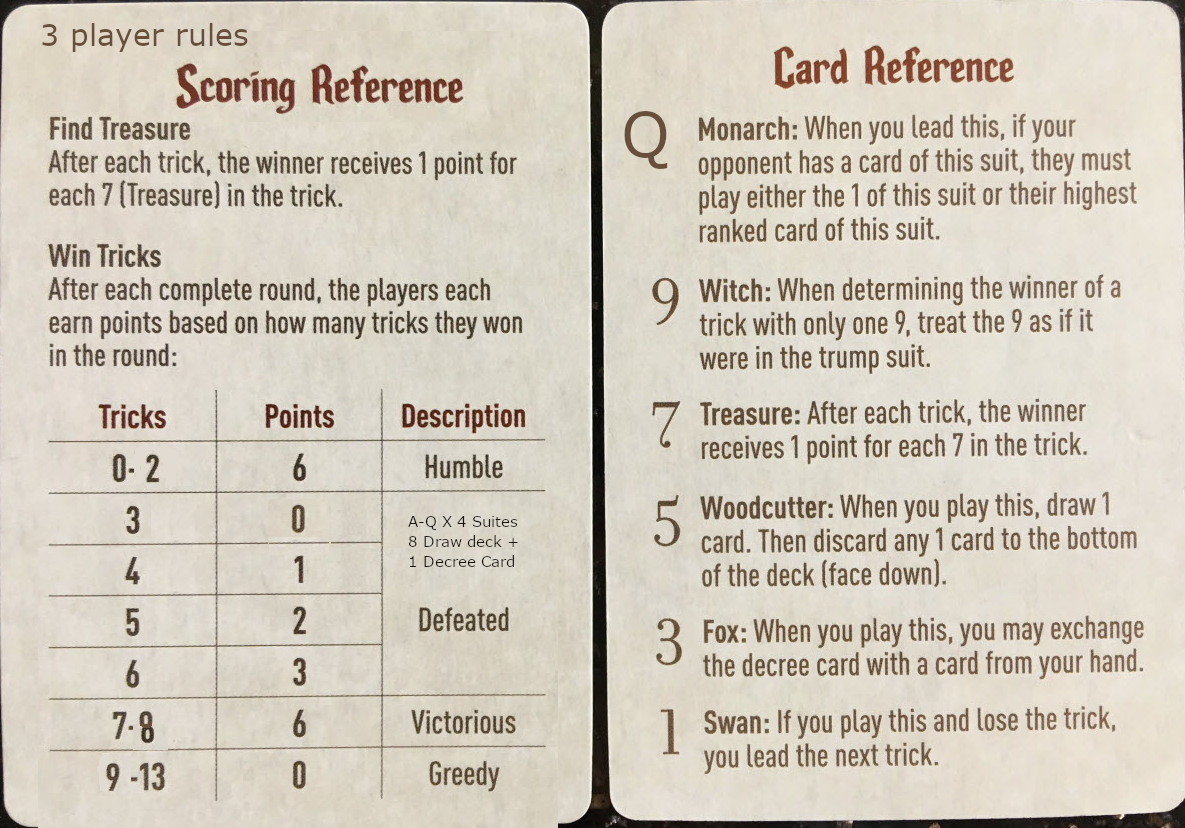 3 player rules
Scoring Reference
Find Treasure
After each trick, the winner receives 1 point for
each 7 (Treasure) in the trick.
Win Tricks
After each complete round, the players each
earn points based on how many tricks they won
in the round:
Tricks Points Description
0- 2 6 Humble
3 0
A-Q X 4 Suites
8 Draw deck +
1 Decree Card
4 1
5 2 Defeated
6 3
7-8 6 Victorious
9 -13 0 Greedy
Card Reference
Q Monarch: When you lead this, if your
opponent has a card of this suit, they must
play either the 1 of this suit or their highest
ranked card of this suit.
9 Witch: When determining the winner of a
trick with only one 9, treat the 9 as if it
were in the trump suit.
7 Treasure: After each trick, the winner
receives 1 point for each 7 in the trick.
5 Woodcutter: When you play this, draw 1
card. Then discard any 1 card to the bottom
of the deck (face down).
3 Fox: When you play this, you may exchange
the decree card with a card from your hand.
1 Swan: If you play this and lose the trick,
you lead the next trick.